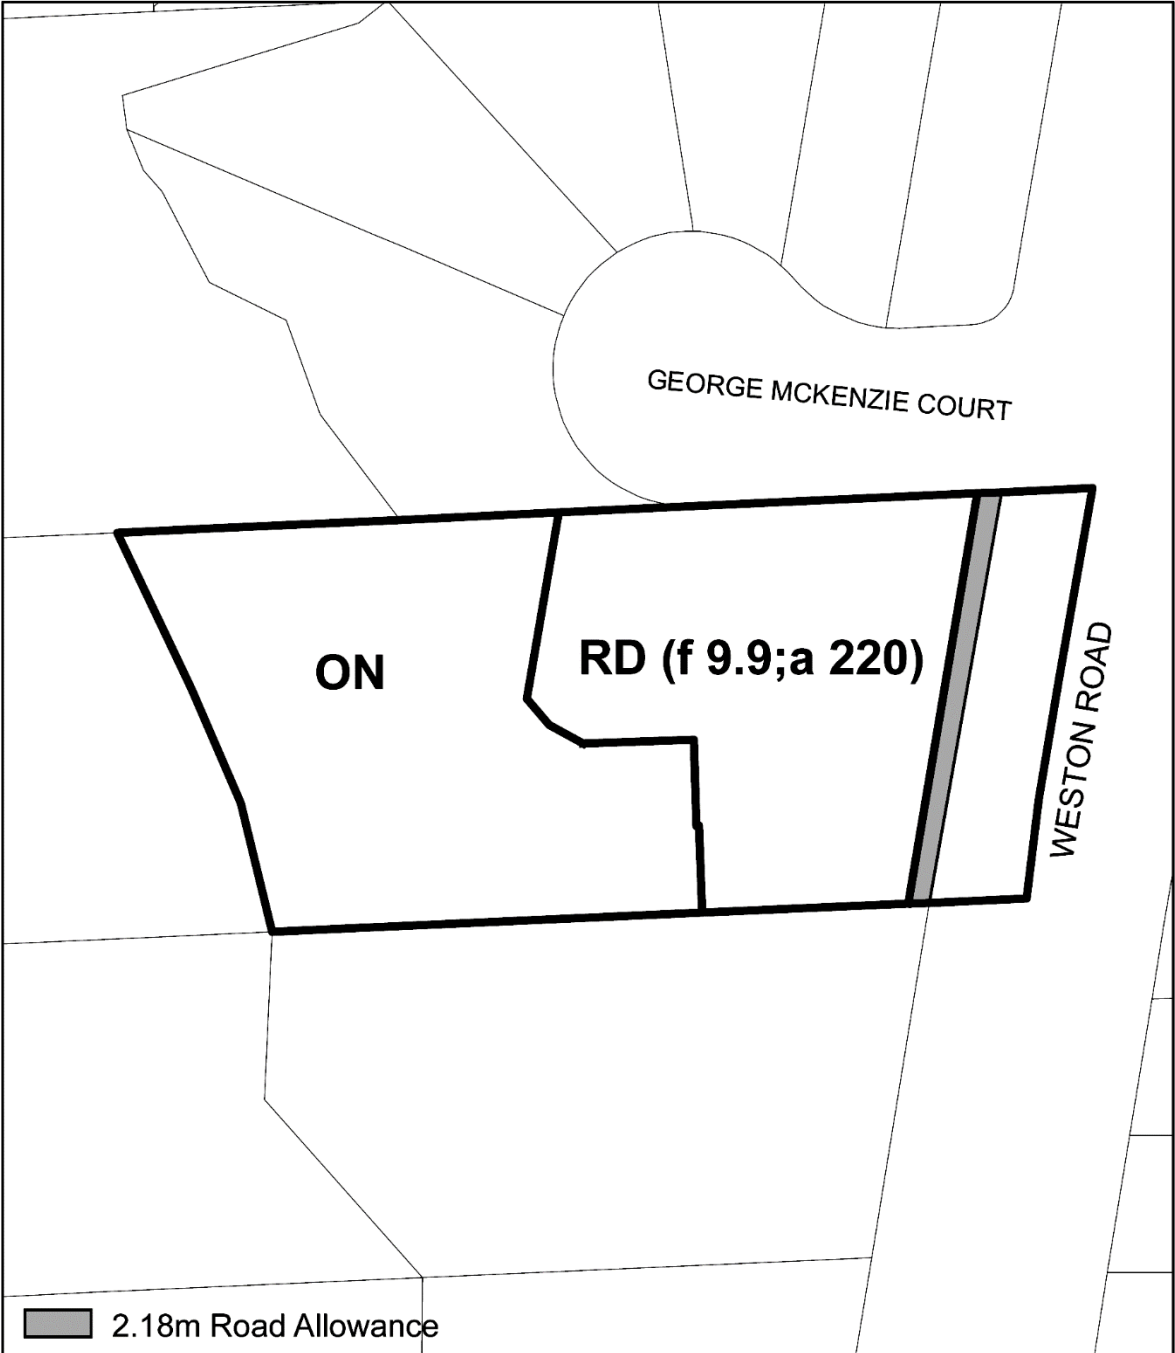 GEORGE MCKENZIE COURT
ON
RD (f 9.9;a 220)
WESTON ROAD
2.18m Road Allowance